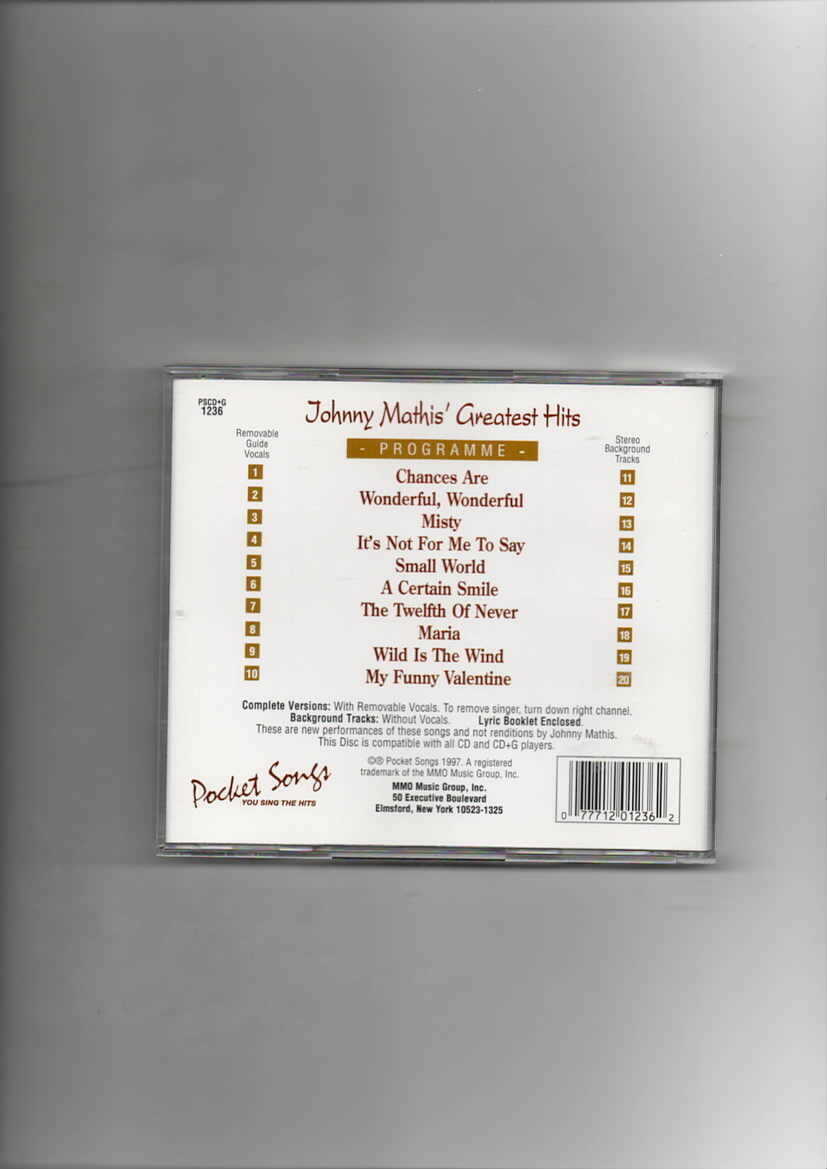 PSCD+G
1236
Johnny Mathis' Greatest Hits
- PROGRAMME -
Removable
Guide
Vocals
Stereo
Background
Tracks
1 Chances Are 11
2 Wonderful, Wonderful 12
3 Misty 13
4 It's Not For Me To Say 14
5 Small World 15
6 A Certain Smile 16
7 The Twelfth Of Never 17
8 Maria 18
9 Wild Is The Wind 19
10 My Funny Valentine 20
Complete Versions: With Removable Vocals. To remove singer, turn down right channel.
Background Tracks: Without Vocals. Lyric Booklet Enclosed.
These are new performances of these songs and not renditions by Johnny Mathis.
This Disc is compatible with all CD and CD+G players.
Pocket Songs
YOU SING THE HITS
©℗ Pocket Songs 1997. A registered
trademark of the MMO Music Group, Inc.
MMO Music Group, Inc.
50 Executive Boulevard
Elmsford, New York 10523-1325
0 77712 01236 2